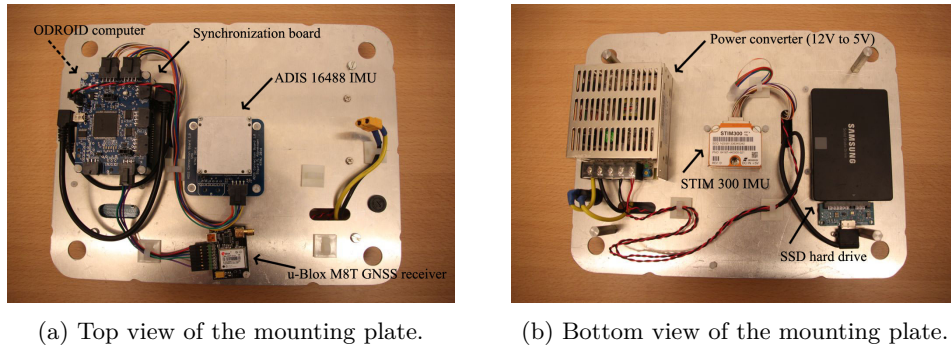 ODROID computer
Synchronization board
ADIS 16488 IMU
u-Blox M8T GNSS receiver
Power converter (12V to 5V)
STIM300
SAMSUNG
STIM 300 IMU
SSD hard drive
(a) Top view of the mounting plate.
(b) Bottom view of the mounting plate.